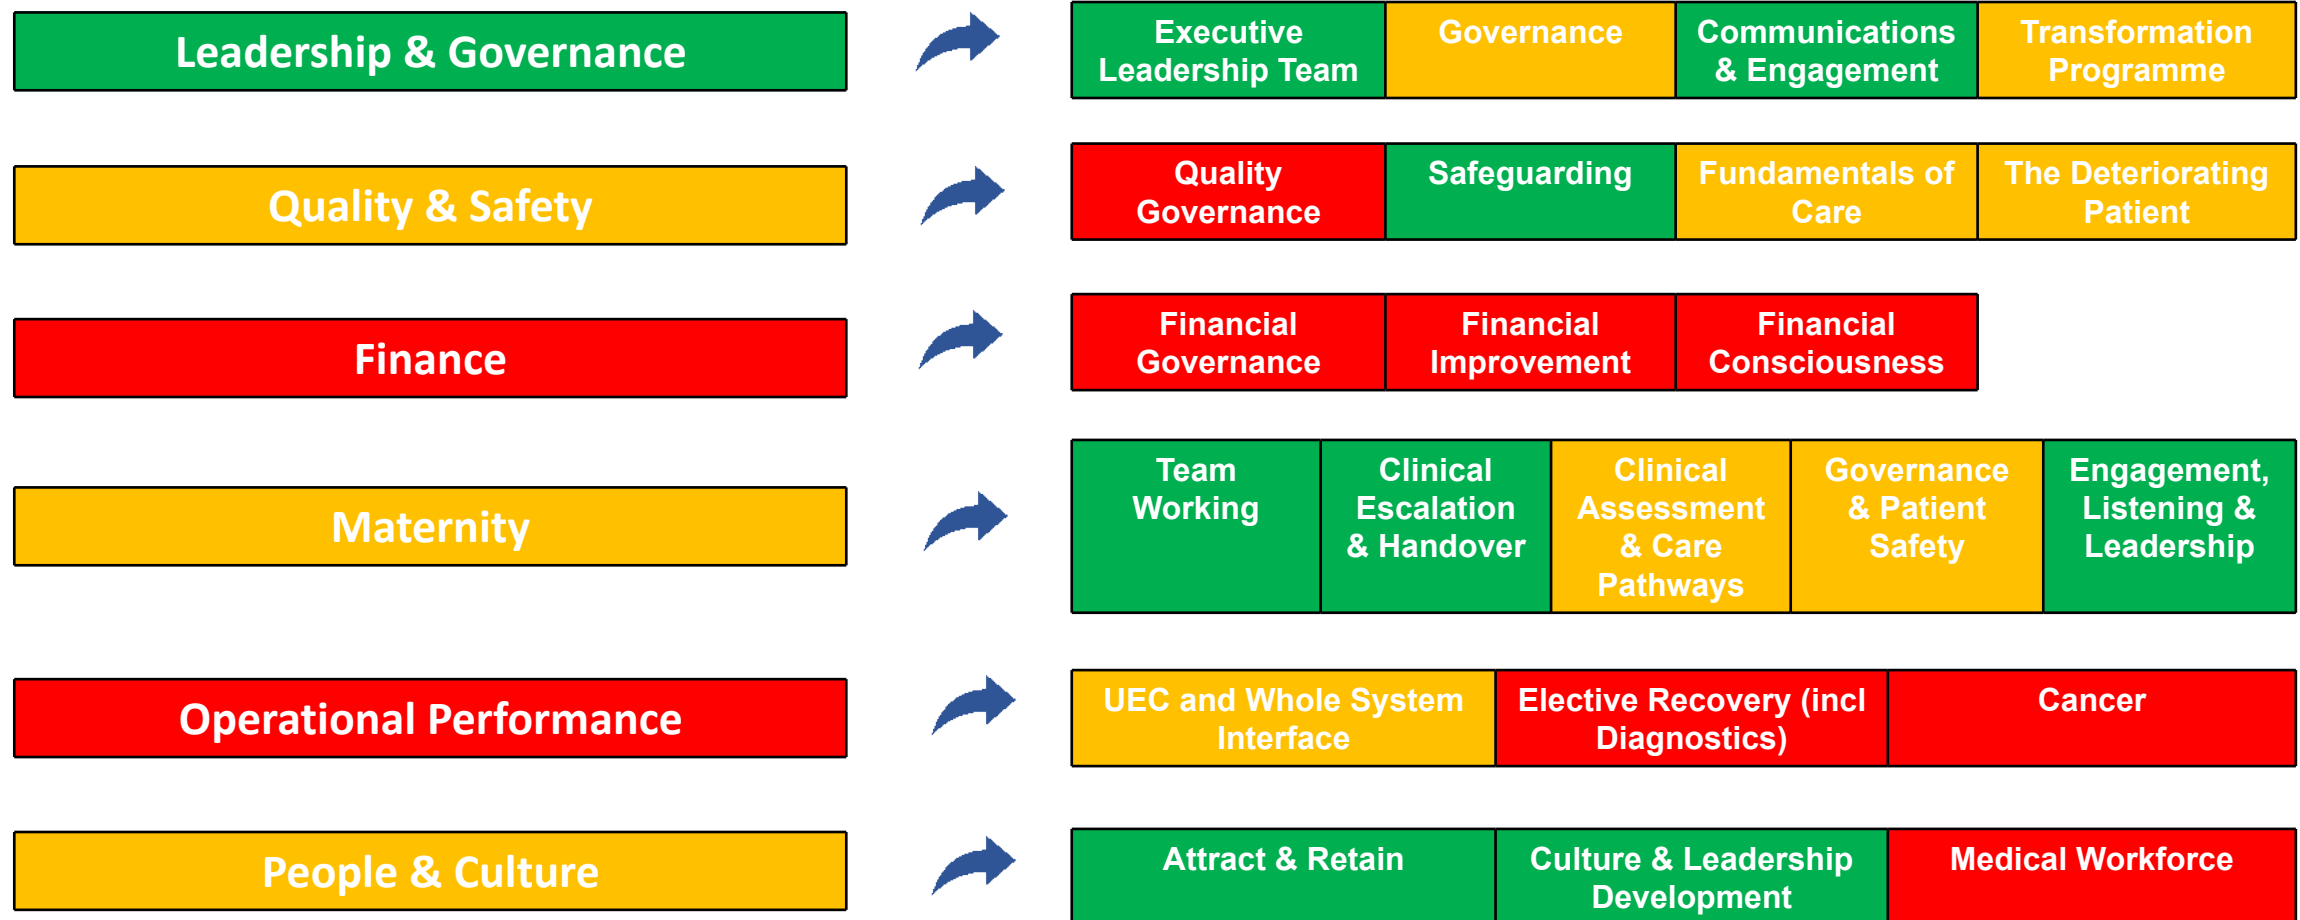 Leadership & Governance
Executive
Leadership Team
Governance
Communications
& Engagement
Transformation
Programme
Quality & Safety
Quality
Governance
Safeguarding
Fundamentals of
Care
The Deteriorating
Patient
Finance
Financial
Governance
Financial
Improvement
Financial
Consciousness
Maternity
Team
Working
Clinical
Escalation
& Handover
Clinical
Assessment
& Care
Pathways
Governance
& Patient
Safety
Engagement,
Listening &
Leadership
Operational Performance
UEC and Whole System
Interface
Elective Recovery (incl
Diagnostics)
Cancer
People & Culture
Attract & Retain
Culture & Leadership
Development
Medical Workforce